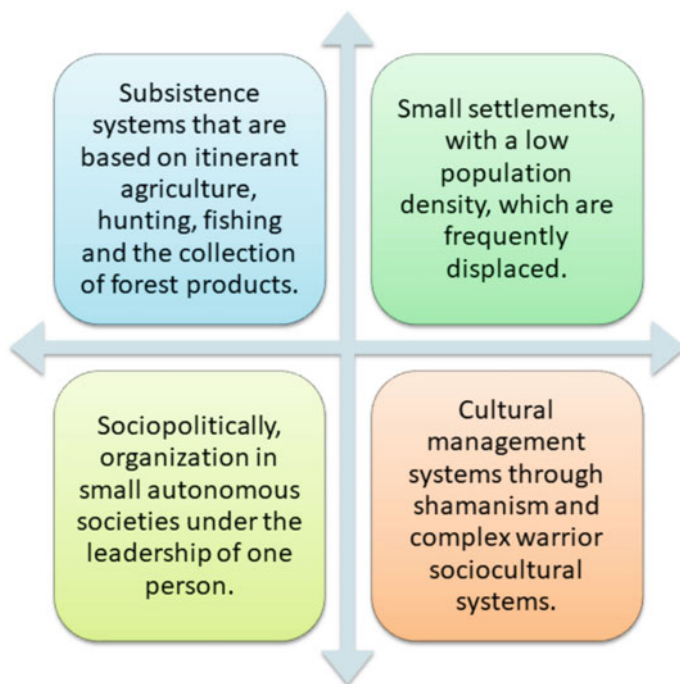 Subsistence
systems that are
based on itinerant
agriculture,
hunting, fishing
and the collection
of forest products.
Small settlements,
with a low
population
density, which are
frequently
displaced.
Sociopolitically,
organization in
small autonomous
societies under the
leadership of one
person.
Cultural
management
systems through
shamanism and
complex warrior
sociocultural
systems.